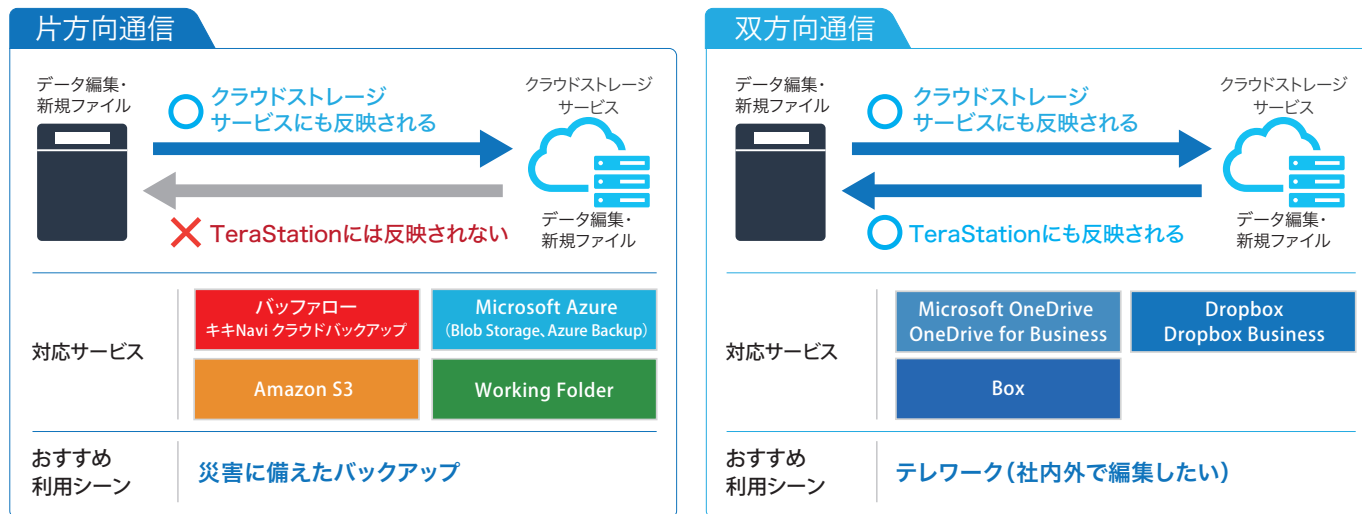 片方向通信
データ編集・
新規ファイル
クラウドストレージ
サービスにも反映される
クラウドストレージ
サービス
TeraStationには反映されない
データ編集・
新規ファイル
対応サービス
バッファロー
キキNavi クラウドバックアップ
Microsoft Azure
(Blob Storage、Azure Backup)
Amazon S3
Working Folder
おすすめ
利用シーン
災害に備えたバックアップ
双方向通信
データ編集・
新規ファイル
クラウドストレージ
サービスにも反映される
クラウドストレージ
サービス
TeraStationにも反映される
データ編集・
新規ファイル
対応サービス
Microsoft OneDrive
OneDrive for Business
Dropbox
Dropbox Business
Box
おすすめ
利用シーン
テレワーク(社内外で編集したい)